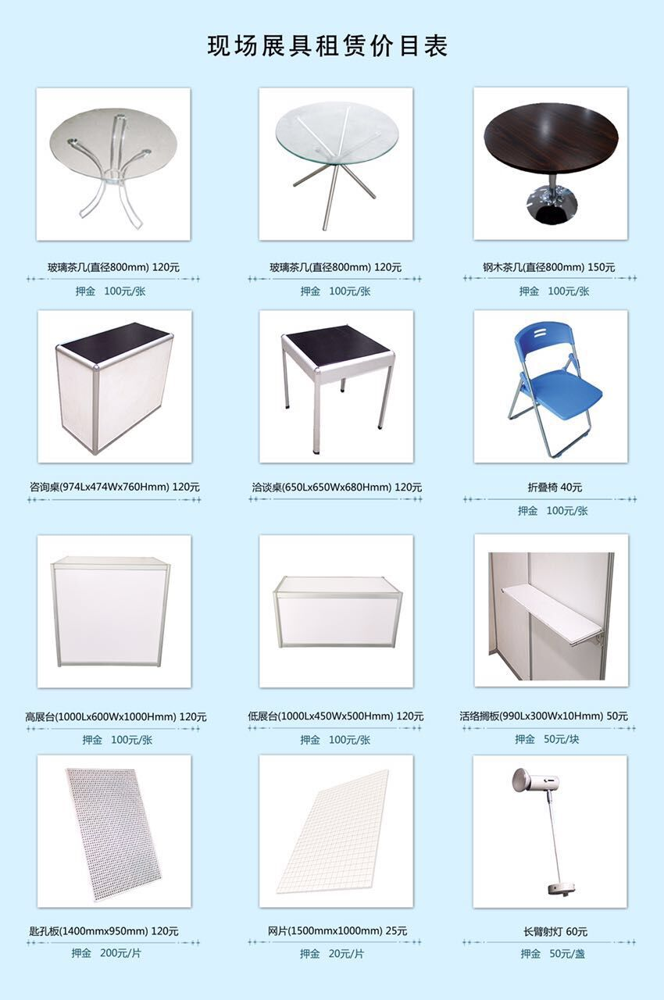 现场展具租赁价目表
玻璃茶几(直径800mm) 120元
押金 100元/张
玻璃茶几(直径800mm) 120元
押金 100元/张
钢木茶几(直径800mm) 150元
押金 100元/张
咨询桌(974Lx474Wx760Hmm) 120元
洽谈桌(650Lx650Wx680Hmm) 120元
折叠椅 40元
押金 100元/张
高展台(1000Lx600Wx1000Hmm) 120元
押金 100元/张
低展台(1000Lx450Wx500Hmm) 120元
押金 100元/张
活络搁板(990Lx300Wx10Hmm) 50元
押金 50元/块
匙孔板(1400mmx950mm) 120元
押金 200元/片
网片(1500mmx1000mm) 25元
押金 20元/片
长臂射灯 60元
押金 50元/盏